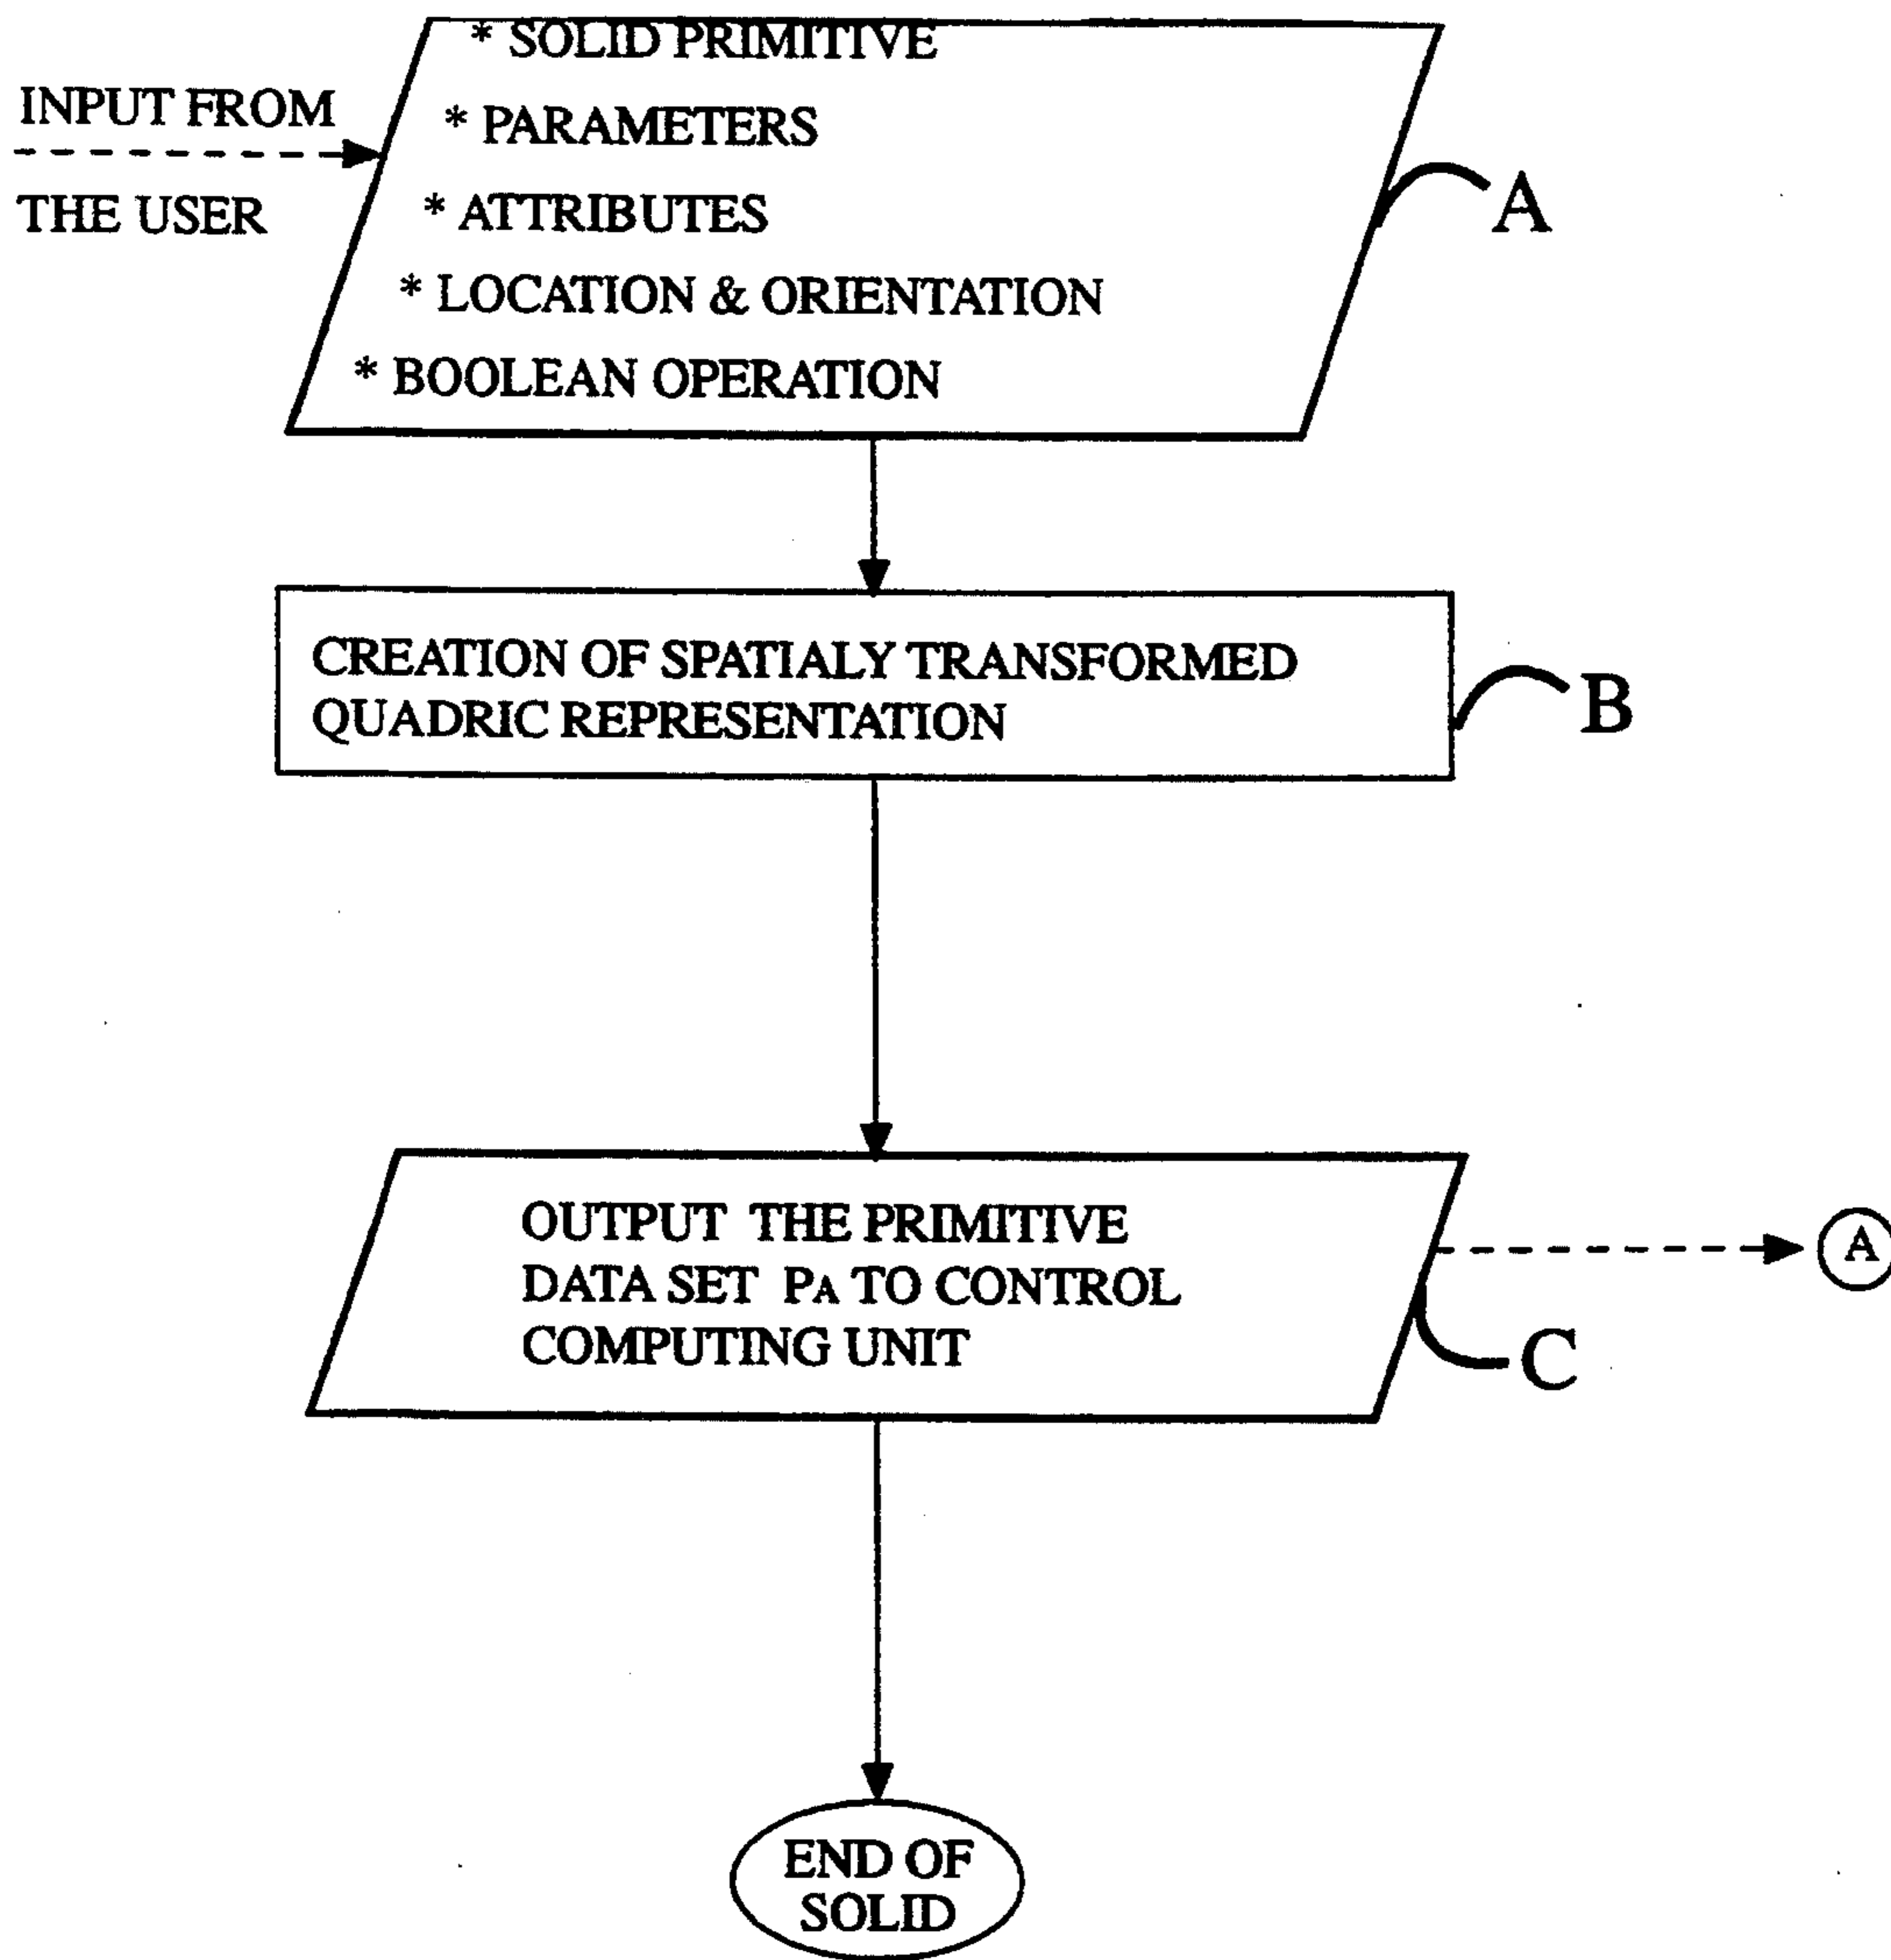 * SOLID PRIMITIVE
INPUT FROM
THE USER
* PARAMETERS
* ATTRIBUTES
* LOCATION & ORIENTATION
* BOOLEAN OPERATION
A
CREATION OF SPATIALY TRANSFORMED
QUADRIC REPRESENTATION
B
OUTPUT THE PRIMITIVE
DATA SET PA TO CONTROL
COMPUTING UNIT
A
C
END OF
SOLID